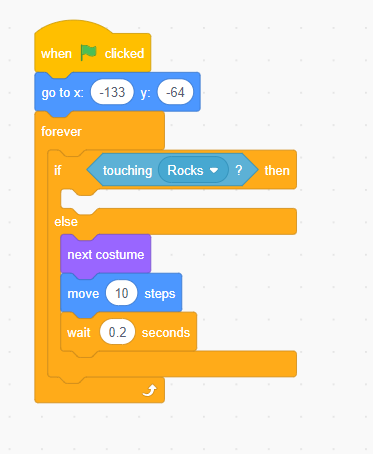 when clicked
go to x: -133 y: -64
forever
if touching Rocks ? then
else
next costume
move 10 steps
wait 0.2 seconds